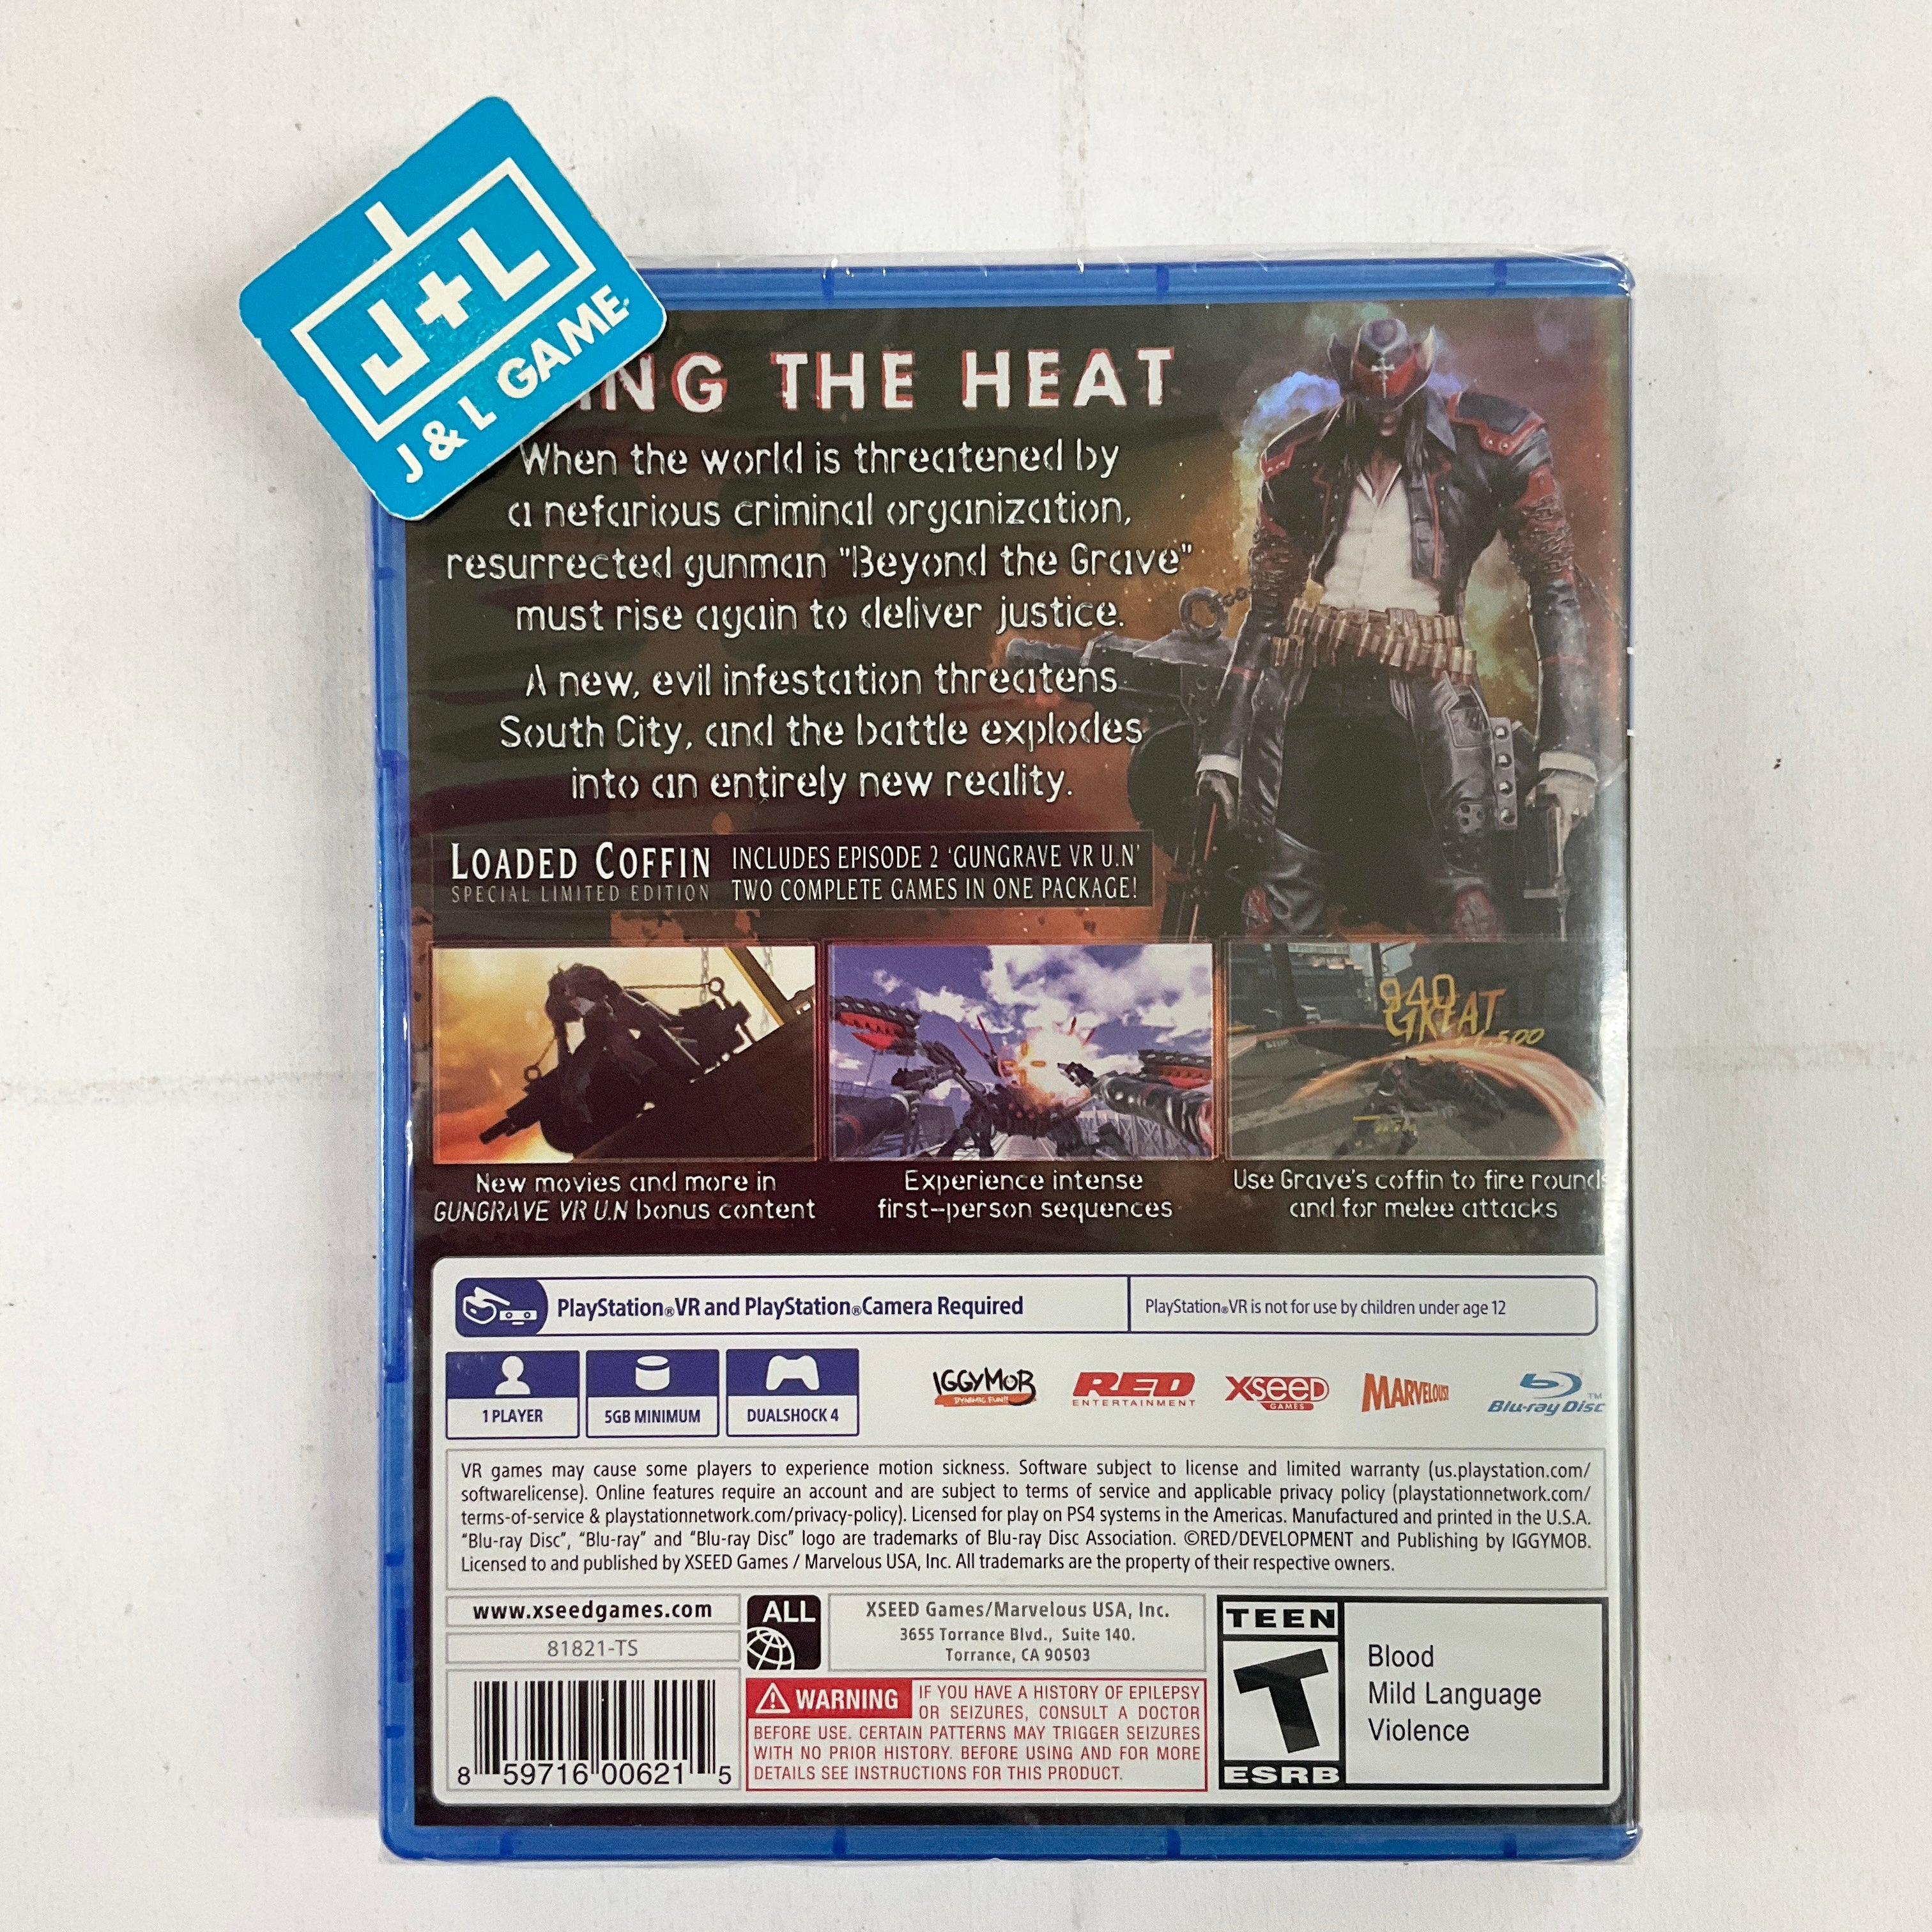 J+L
J & L GAME
ING THE HEAT
When the world is threatened by
a nefarious criminal organization,
resurrected gunman "Beyond the Grave"
must rise again to deliver justice.
A new, evil infestation threatens
South City, and the battle explodes
into an entirely new reality.
LOADED COFFIN
SPECIAL LIMITED EDITION
INCLUDES EPISODE 2 'GUNGRAVE VR U.N'
TWO COMPLETE GAMES IN ONE PACKAGE!
940
GREAT
New movies and more in
GUNGRAVE VR U.N bonus content
Experience intense
first-person sequences
Use Grave's coffin to fire rounds
and for melee attacks
PlayStation®VR and PlayStation®Camera Required
PlayStation®VR is not for use by children under age 12
1 PLAYER
5GB MINIMUM
DUALSHOCK 4
IGGYMOB
DYNAMIC FUN!!
RED
ENTERTAINMENT
XSEED
GAMES
MARVELOUS!
Blu-ray Disc™
VR games may cause some players to experience motion sickness. Software subject to license and limited warranty (us.playstation.com/
softwarelicense). Online features require an account and are subject to terms of service and applicable privacy policy (playstationnetwork.com/
terms-of-service & playstationnetwork.com/privacy-policy). Licensed for play on PS4 systems in the Americas. Manufactured and printed in the U.S.A.
“Blu-ray Disc”, “Blu-ray” and “Blu-ray Disc” logo are trademarks of Blu-ray Disc Association. ©RED/DEVELOPMENT and Publishing by IGGYMOB.
Licensed to and published by XSEED Games / Marvelous USA, Inc. All trademarks are the property of their respective owners.
www.xseedgames.com
81821-TS
ALL
XSEED Games/Marvelous USA, Inc.
3655 Torrance Blvd., Suite 140.
Torrance, CA 90503
8 59716 00621 5
WARNING
IF YOU HAVE A HISTORY OF EPILEPSY
OR SEIZURES, CONSULT A DOCTOR
BEFORE USE. CERTAIN PATTERNS MAY TRIGGER SEIZURES
WITH NO PRIOR HISTORY. BEFORE USING AND FOR MORE
DETAILS SEE INSTRUCTIONS FOR THIS PRODUCT.
TEEN
T
ESRB
Blood
Mild Language
Violence